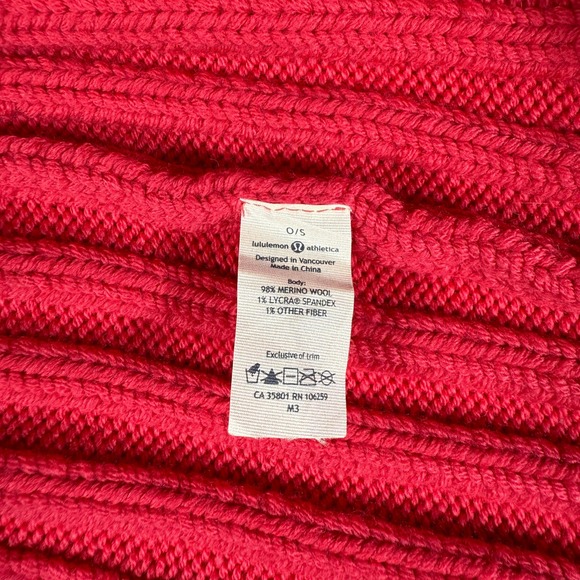 O/S
lululemon athletica
Designed in Vancouver
Made in China
Body:
98% MERINO WOOL
1% LYCRA® SPANDEX
1% OTHER FIBER
Exclusive of trim
CA 35801 RN 106259
M3